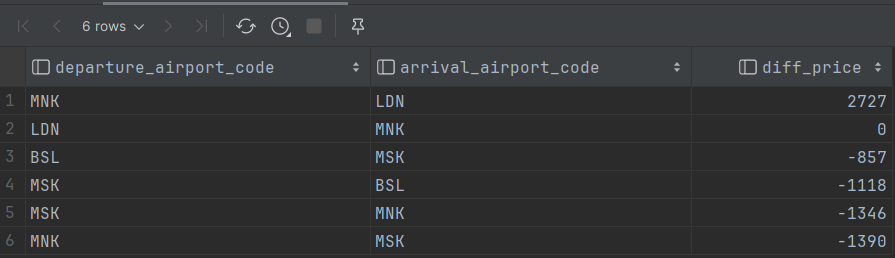 6 rows
departure_airport_code arrival_airport_code diff_price
1 MNK LDN 2727
2 LDN MNK 0
3 BSL MSK -857
4 MSK BSL -1118
5 MSK MNK -1346
6 MNK MSK -1390